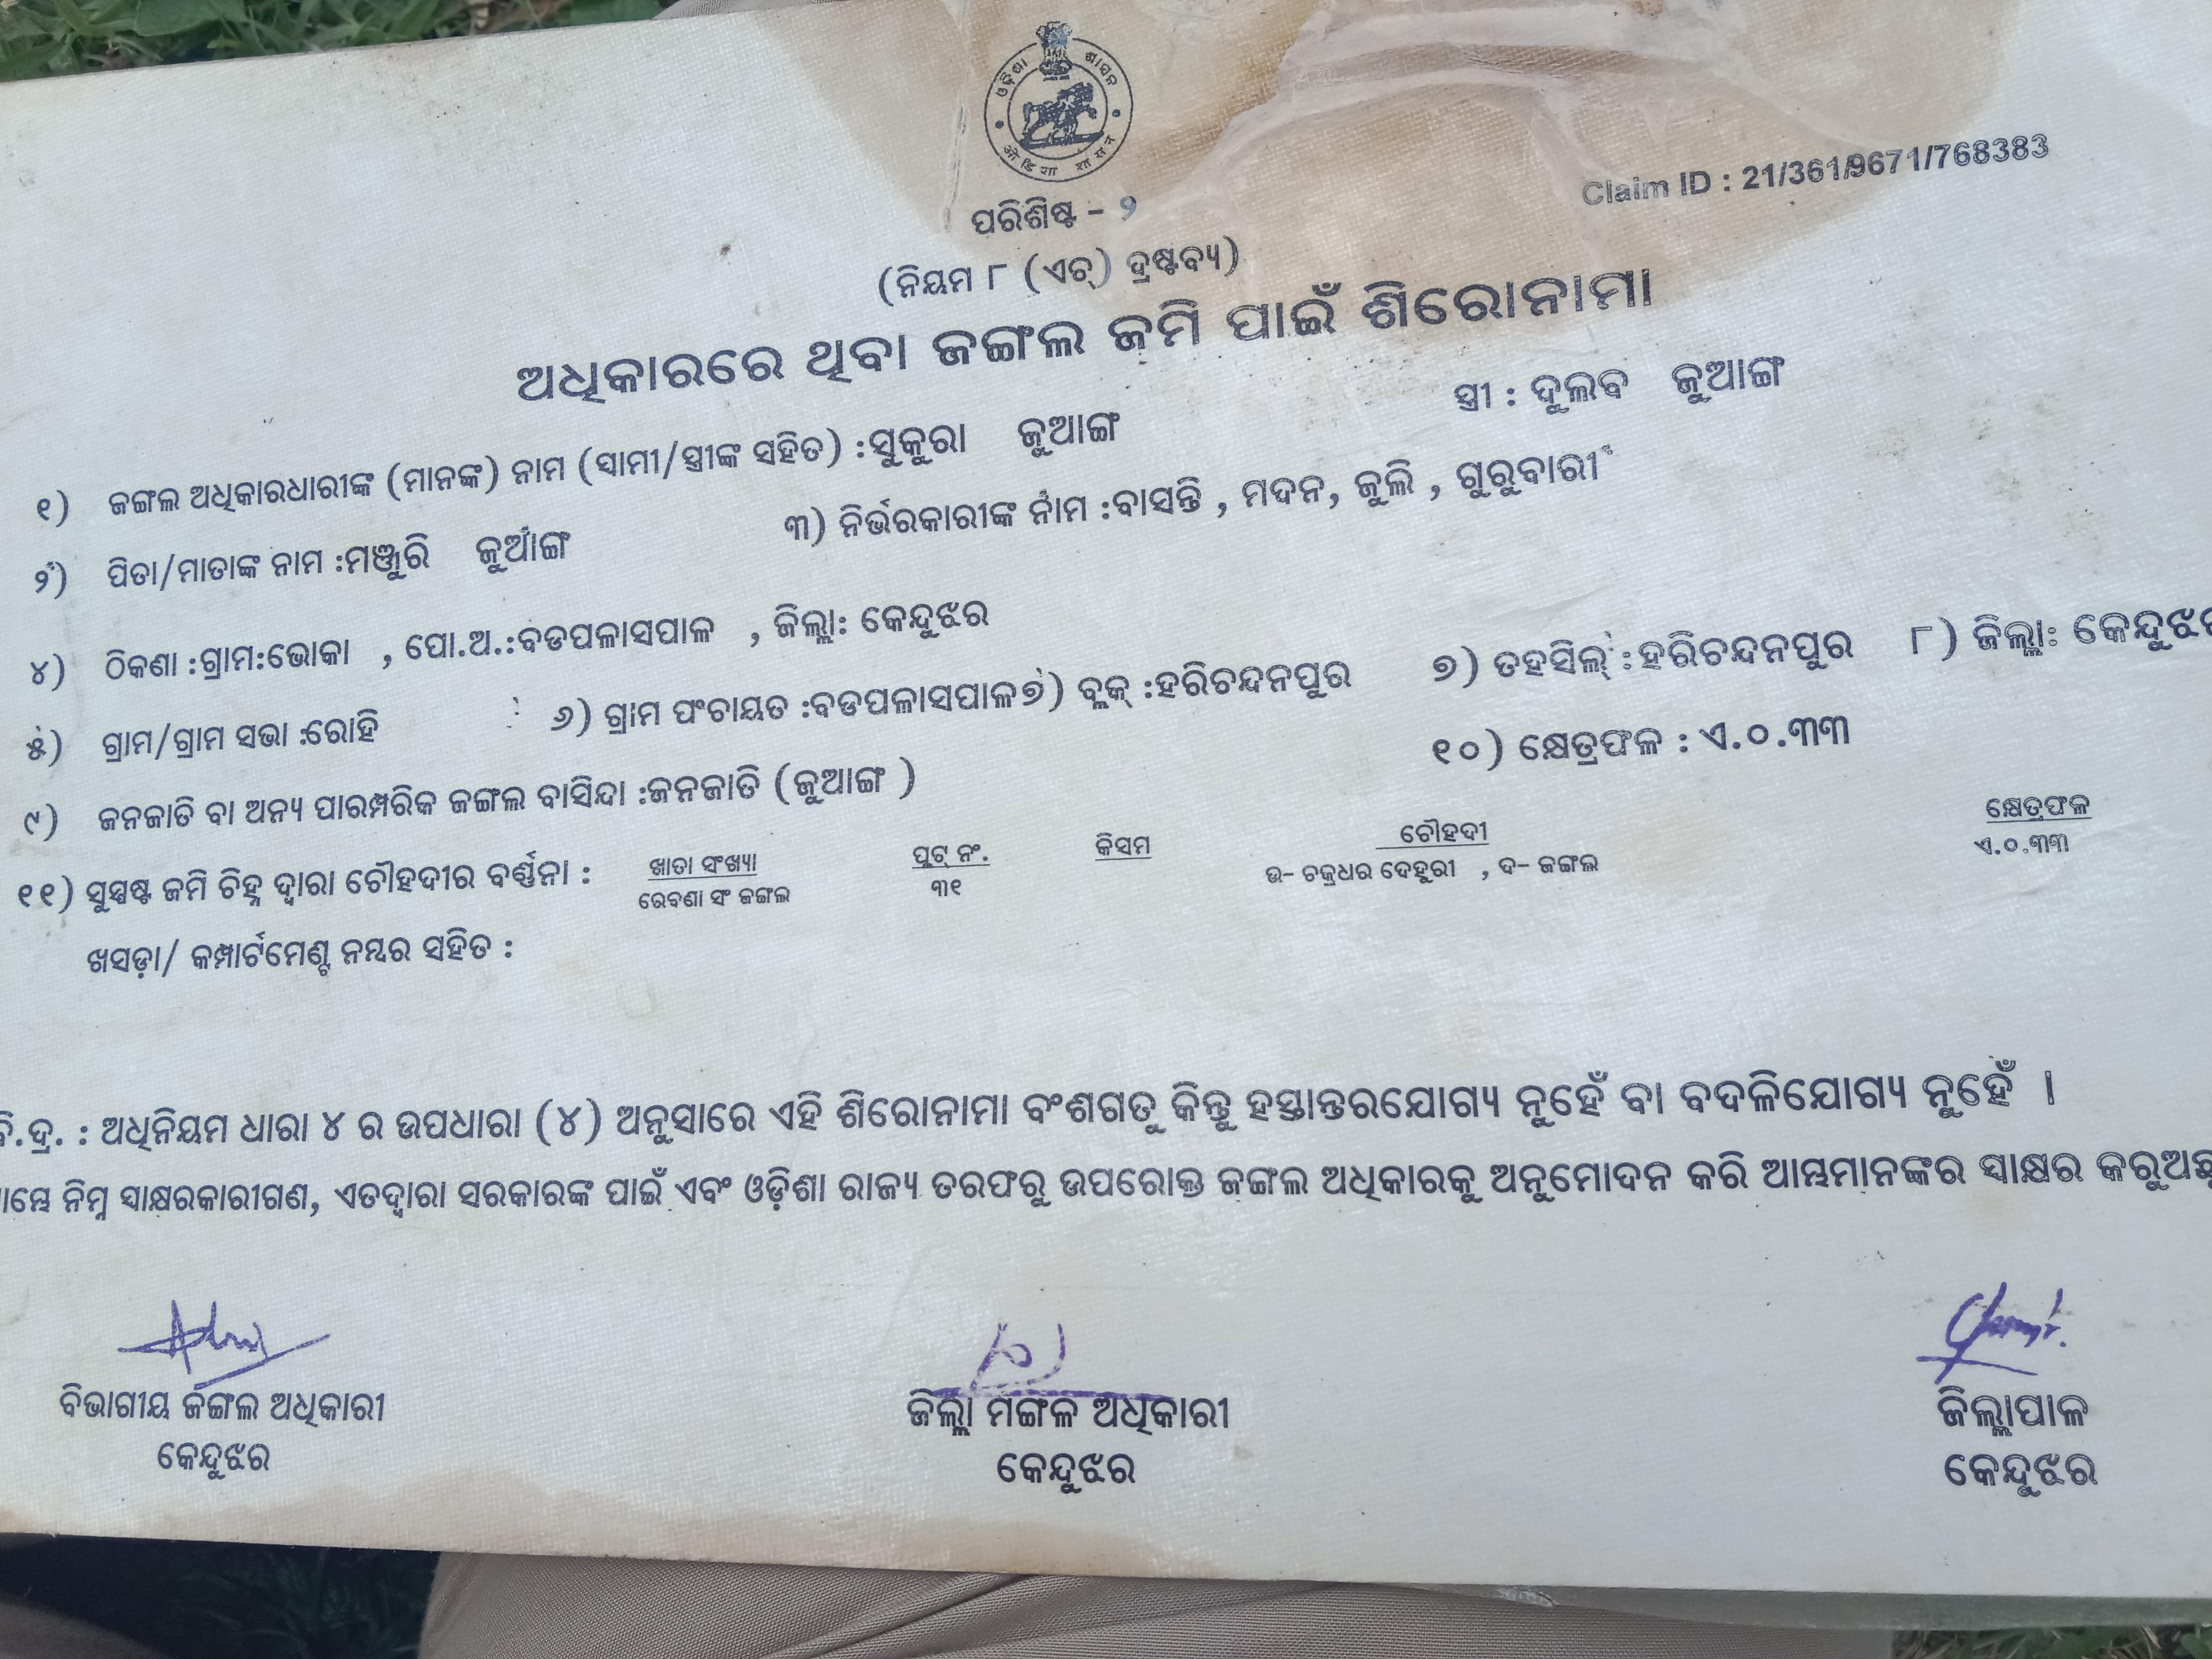 ଓଡ଼ିଶା ଶାସନ
ओडिशा शासन
Claim ID : 21/361/9671/768383
ପରିଶିଷ୍ଟ - ୨
(ନିୟମ ୮ (ଏଚ୍) ଦ୍ରଷ୍ଟବ୍ୟ)
ଅଧିକାରରେ ଥିବା ଜଙ୍ଗଲ ଜମି ପାଇଁ ଶିରୋନାମା
୧) ଜଙ୍ଗଲ ଅଧିକାରଧାରୀଙ୍କ (ମାନଙ୍କ) ନାମ (ସ୍ୱାମୀ/ସ୍ତ୍ରୀଙ୍କ ସହିତ) :ସୁକୁରା ଜୁଆଙ୍ଗ ସ୍ତ୍ରୀ : ଦୁଲବ ଜୁଆଙ୍ଗ
୨) ପିତା/ମାତାଙ୍କ ନାମ :ମଞ୍ଜୁରି ଜୁଆଁଙ୍ଗ ୩) ନିର୍ଭରକାରୀଙ୍କ ନାମ :ବାସନ୍ତି , ମଦନ, ଜୁଲି , ଗୁରୁବାରୀ
୪) ଠିକଣା :ଗ୍ରାମ:ଭୋକା , ପୋ.ଅ.:ବଡପଳାସପାଳ , ଜିଲ୍ଲା: କେନ୍ଦୁଝର
୫) ଗ୍ରାମ/ଗ୍ରାମ ସଭା :ରୋହି ୬) ଗ୍ରାମ ପଂଚାୟତ :ବଡପଳାସପାଳ ୭) ବ୍ଲକ୍ :ହରିଚନ୍ଦନପୁର ୭) ତହସିଲ୍ :ହରିଚନ୍ଦନପୁର ୮) ଜିଲ୍ଲା: କେନ୍ଦୁଝର
୯) ଜନଜାତି ବା ଅନ୍ୟ ପାରମ୍ପରିକ ଜଙ୍ଗଲ ବାସିନ୍ଦା :ଜନଜାତି (ଜୁଆଙ୍ଗ ) ୧୦) କ୍ଷେତ୍ରଫଳ : ଏ.୦.୩୩
୧୧) ସୁସ୍ପଷ୍ଟ ଜମି ଚିହ୍ନ ଦ୍ୱାରା ଚୌହଦୀର ବର୍ଣ୍ଣନା : ଖାତା ସଂଖ୍ୟା ପ୍ଲଟ୍ ନଂ. କିସମ ଚୌହଦୀ କ୍ଷେତ୍ରଫଳ
ରେବଣା ସଂ ଜଙ୍ଗଲ ୩୧ ଉ- ଚକ୍ରଧର ଦେହୁରୀ , ଦ- ଜଙ୍ଗଲ ଏ.୦.୩୩
ଖସଡ଼ା/ କମ୍ପାର୍ଟମେଣ୍ଟ ନମ୍ବର ସହିତ :
ବି.ଦ୍ର. : ଅଧିନିୟମ ଧାରା ୪ ର ଉପଧାରା (୪) ଅନୁସାରେ ଏହି ଶିରୋନାମା ବଂଶଗତ କିନ୍ତୁ ହସ୍ତାନ୍ତରଯୋଗ୍ୟ ନୁହେଁ ବା ବଦଳିଯୋଗ୍ୟ ନୁହେଁ ।
ନିମ୍ନ ସ୍ୱାକ୍ଷରକାରୀଗଣ, ଏତଦ୍ୱାରା ସରକାରଙ୍କ ପାଇଁ ଏବଂ ଓଡ଼ିଶା ରାଜ୍ୟ ତରଫରୁ ଉପରୋକ୍ତ ଜଙ୍ଗଲ ଅଧିକାରକୁ ଅନୁମୋଦନ କରି ଆମ୍ଭମାନଙ୍କର ସ୍ୱାକ୍ଷର
ବିଭାଗୀୟ ଜଙ୍ଗଲ ଅଧିକାରୀ ଜିଲ୍ଲା ମଙ୍ଗଳ ଅଧିକାରୀ ଜିଲ୍ଲାପାଳ
କେନ୍ଦୁଝର କେନ୍ଦୁଝର କେନ୍ଦୁଝର